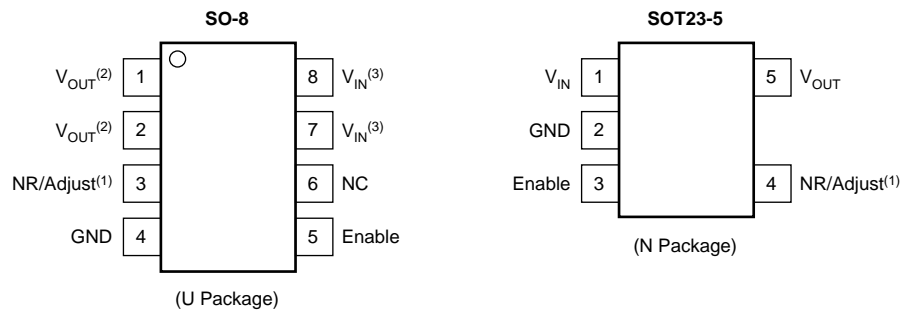 SO-8
V_OUT(2) 1 8 V_IN(3)
V_OUT(2) 2 7 V_IN(3)
NR/Adjust(1) 3 6 NC
GND 4 5 Enable
(U Package)
SOT23-5
V_IN 1 5 V_OUT
GND 2
Enable 3 4 NR/Adjust(1)
(N Package)